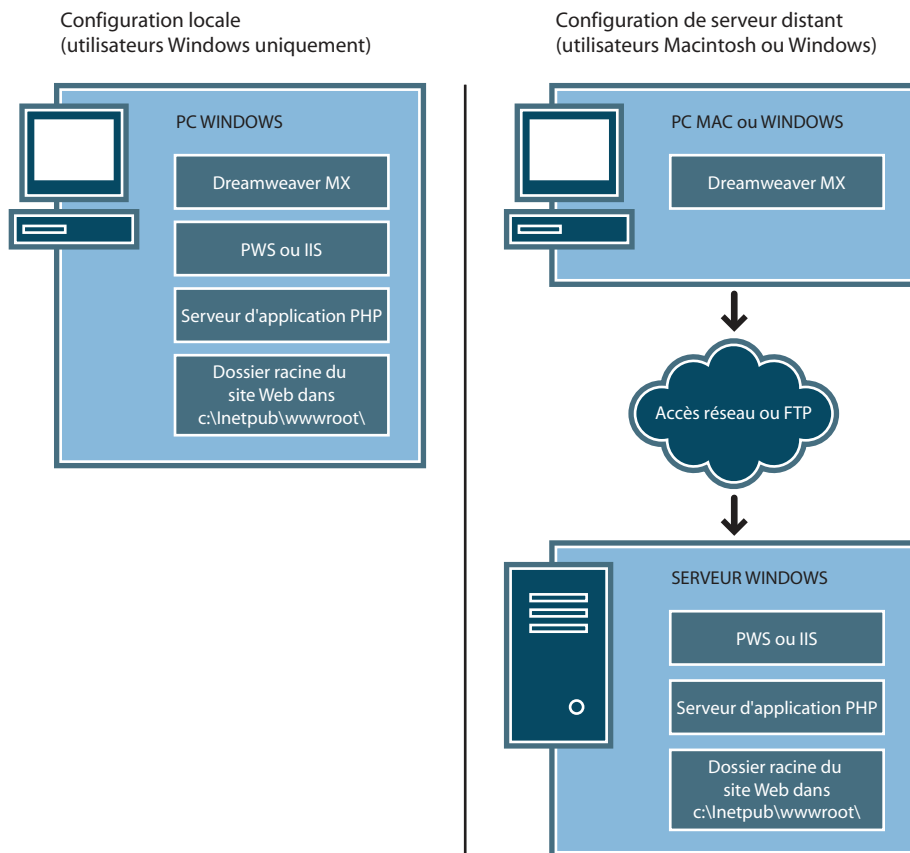 Configuration locale
(utilisateurs Windows uniquement)
PC WINDOWS
Dreamweaver MX
PWS ou IIS
Serveur d'application PHP
Dossier racine du
site Web dans
c:\Inetpub\wwwroot\
Configuration de serveur distant
(utilisateurs Macintosh ou Windows)
PC MAC ou WINDOWS
Dreamweaver MX
Accès réseau ou FTP
SERVEUR WINDOWS
PWS ou IIS
Serveur d'application PHP
Dossier racine du
site Web dans
c:\Inetpub\wwwroot\